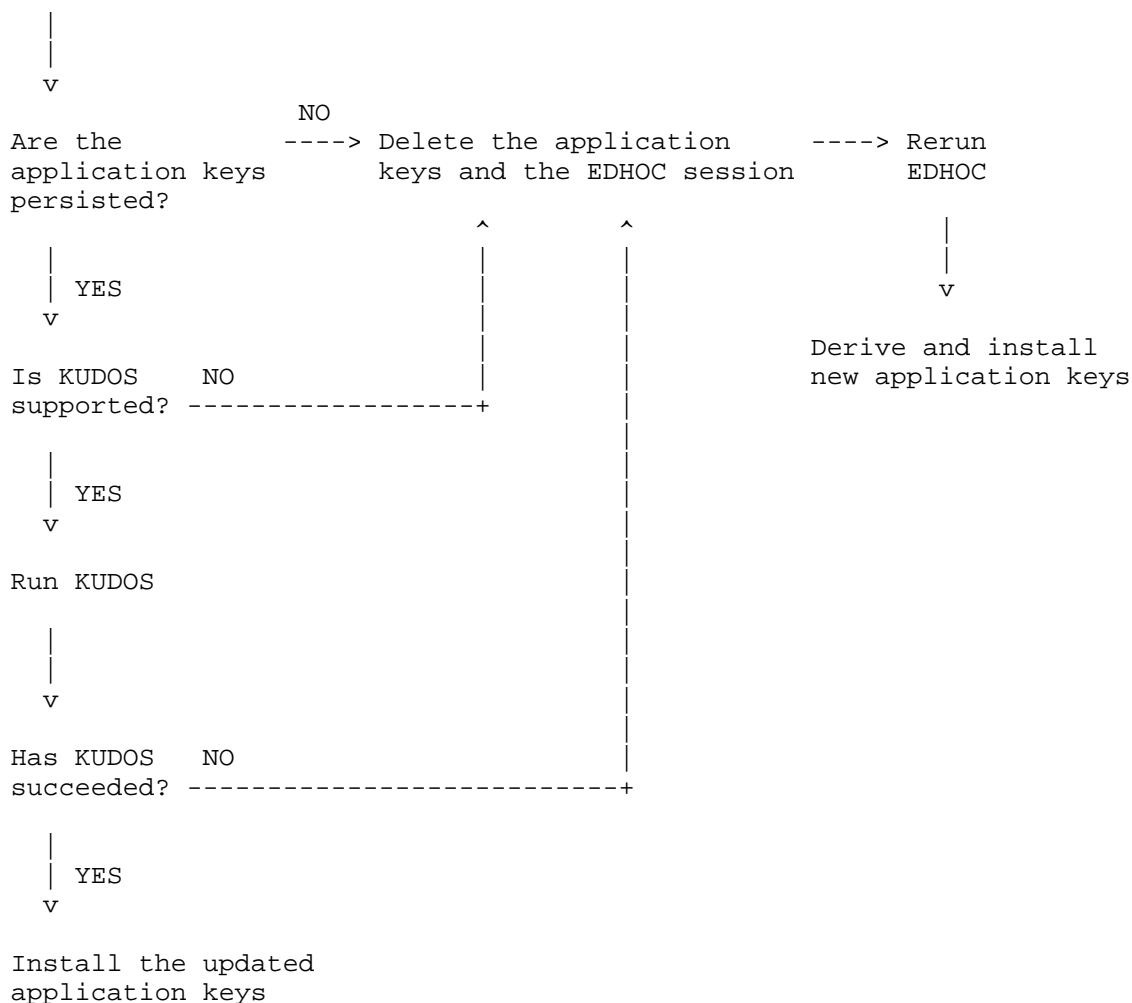 NO
Are the ----> Delete the application ----> Rerun
application keys keys and the EDHOC session EDHOC
persisted?
YES
Derive and install
Is KUDOS NO new application keys
supported? ------------------+
YES
Run KUDOS
Has KUDOS NO
succeeded? ---------------------------+
YES
Install the updated
application keys